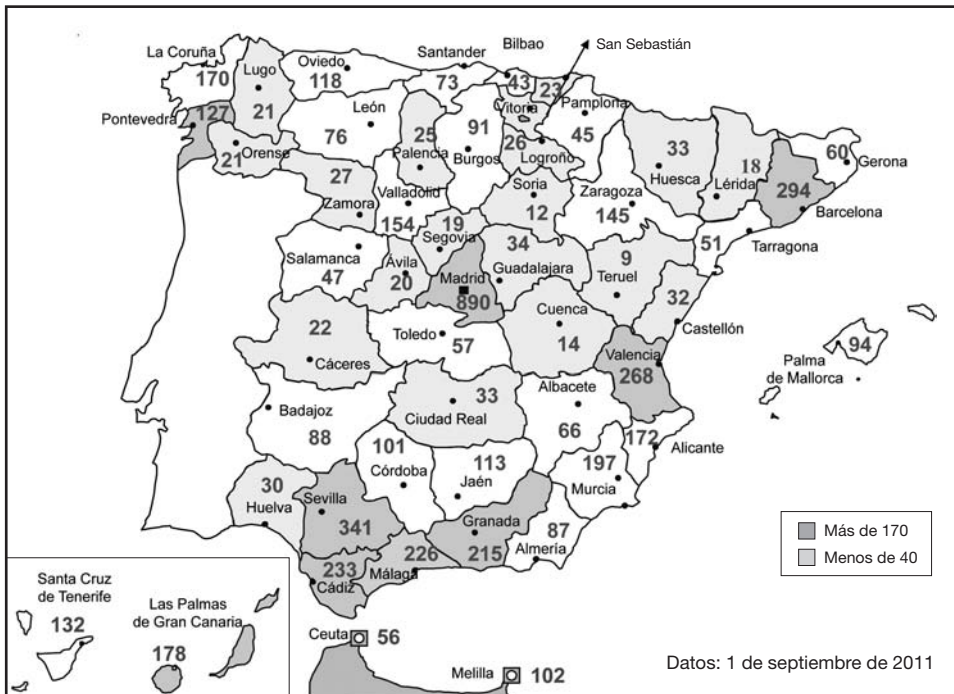 La Coruña
170
Lugo
21
Oviedo
118
Santander
73
Bilbao
43
San Sebastián
23
Vitoria
Pamplona
45
Pontevedra
127
Orense
21
León
76
Palencia
25
Burgos
91
Logroño
26
Huesca
33
Lérida
18
Gerona
60
Barcelona
294
Zamora
27
Valladolid
154
Soria
12
Zaragoza
145
Tarragona
51
Segovia
19
Salamanca
47
Ávila
20
Madrid
890
Guadalajara
34
Teruel
9
Castellón
32
Cáceres
22
Toledo
57
Cuenca
14
Valencia
268
Palma
de Mallorca
94
Badajoz
88
Ciudad Real
33
Albacete
66
Alicante
172
Córdoba
101
Jaén
113
Murcia
197
Huelva
30
Sevilla
341
Granada
215
Almería
87
Cádiz
233
Málaga
226
Más de 170
Menos de 40
Santa Cruz
de Tenerife
132
Las Palmas
de Gran Canaria
178
Ceuta
56
Melilla
102
Datos: 1 de septiembre de 2011